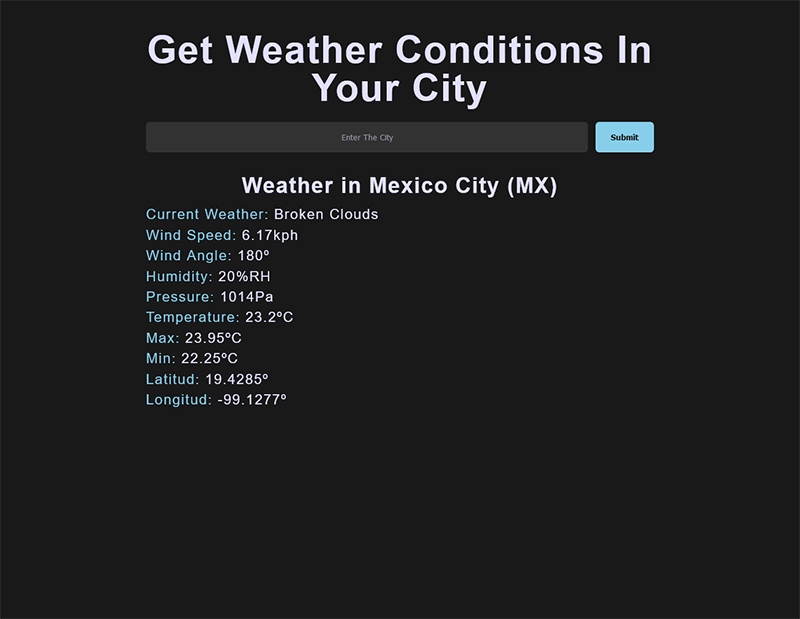 Get Weather Conditions In
Your City
Enter The City
Submit
Weather in Mexico City (MX)
Current Weather: Broken Clouds
Wind Speed: 6.17kph
Wind Angle: 180º
Humidity: 20%RH
Pressure: 1014Pa
Temperature: 23.2ºC
Max: 23.95ºC
Min: 22.25ºC
Latitud: 19.4285º
Longitud: -99.1277º